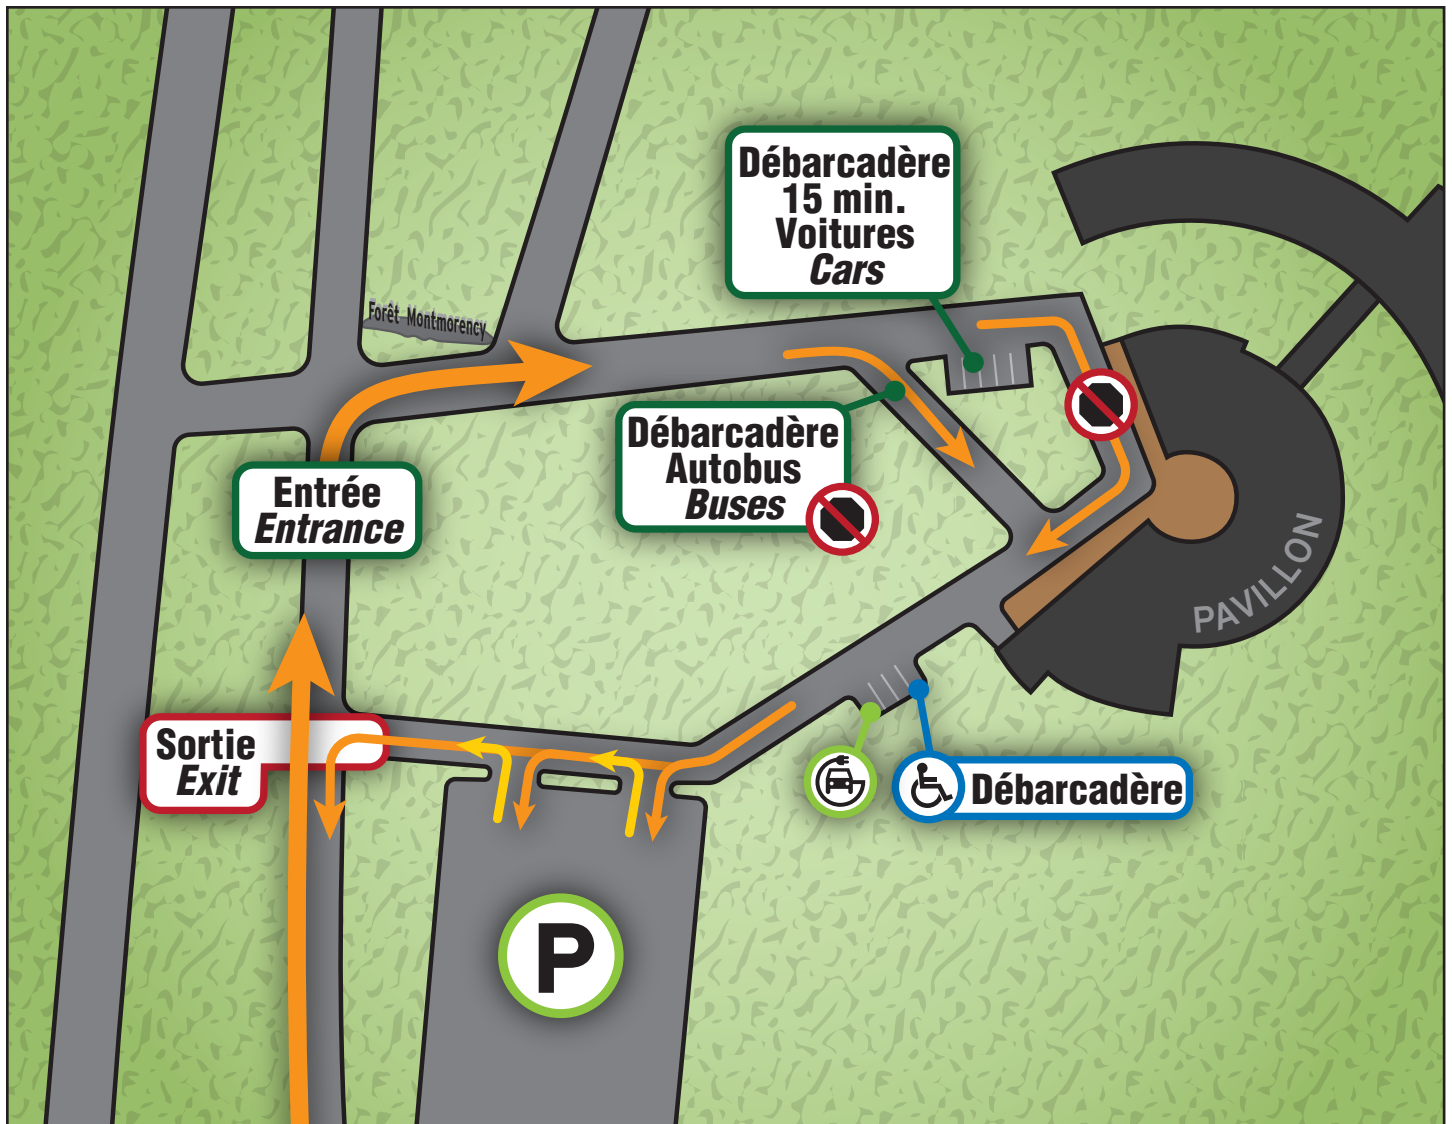 Débarcadère
15 min.
Voitures
Cars
Forêt Montmorency
Débarcadère
Autobus
Buses
Entrée
Entrance
PAVILLON
Sortie
Exit
Débarcadère
P